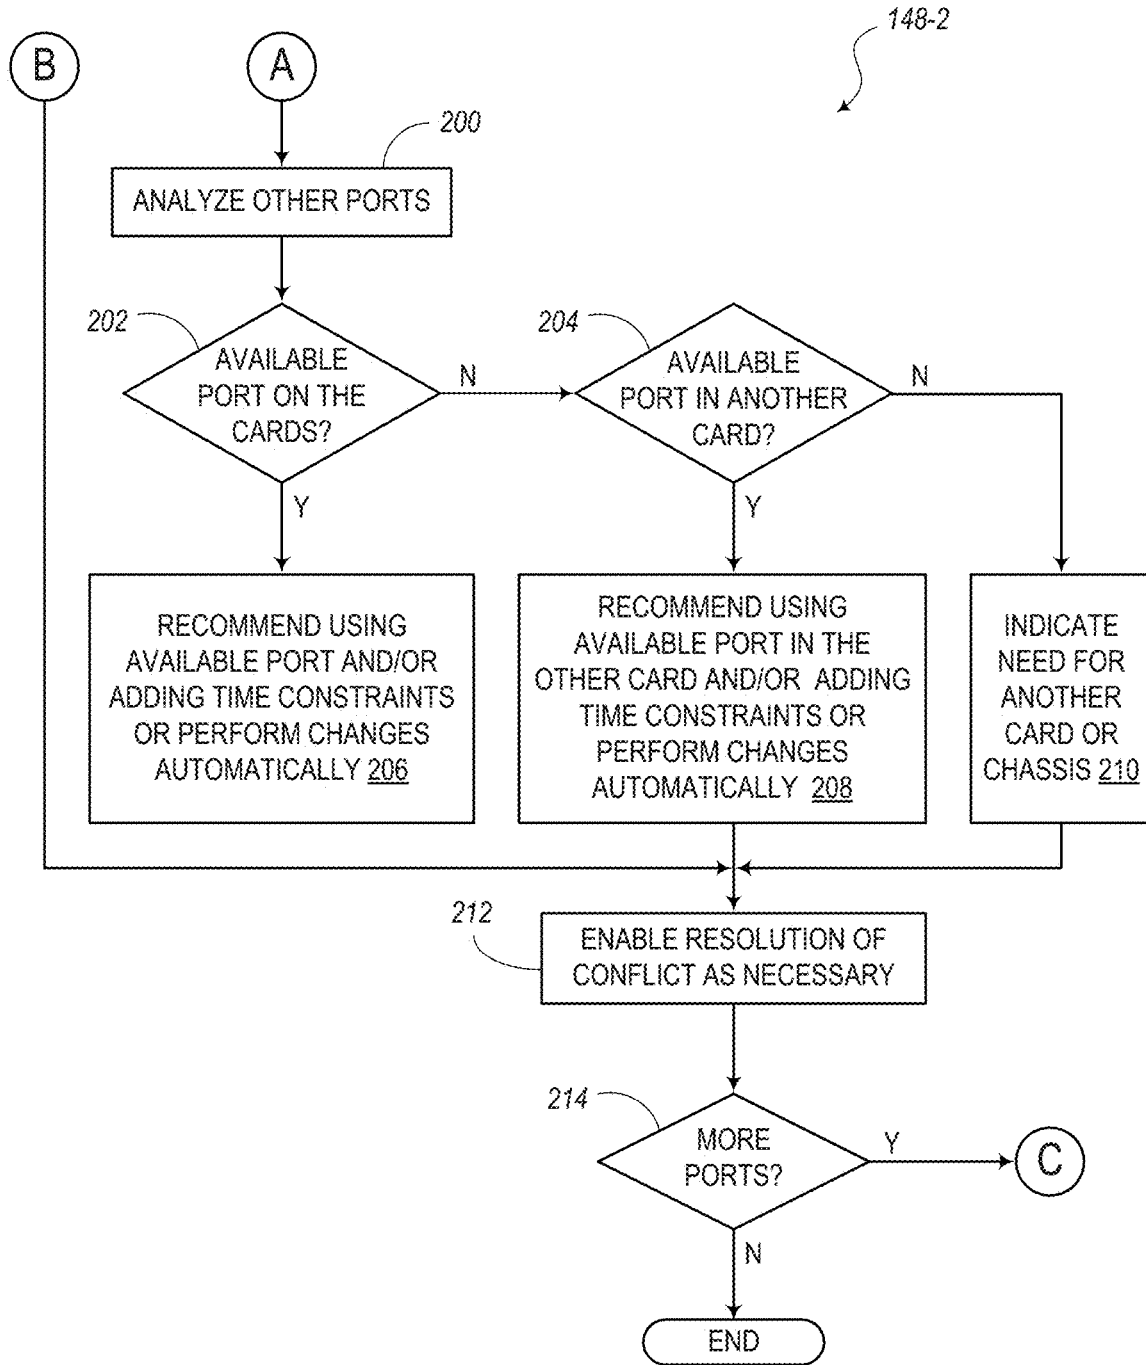 148-2
B
A
200
ANALYZE OTHER PORTS
202
AVAILABLE
PORT ON THE
CARDS?
N
204
AVAILABLE
PORT IN ANOTHER
CARD?
N
Y
Y
RECOMMEND USING
AVAILABLE PORT AND/OR
ADDING TIME CONSTRAINTS
OR PERFORM CHANGES
AUTOMATICALLY 206
RECOMMEND USING
AVAILABLE PORT IN THE
OTHER CARD AND/OR ADDING
TIME CONSTRAINTS OR
PERFORM CHANGES
AUTOMATICALLY 208
INDICATE
NEED FOR
ANOTHER
CARD OR
CHASSIS 210
212
ENABLE RESOLUTION OF
CONFLICT AS NECESSARY
214
MORE
PORTS?
Y
C
N
END